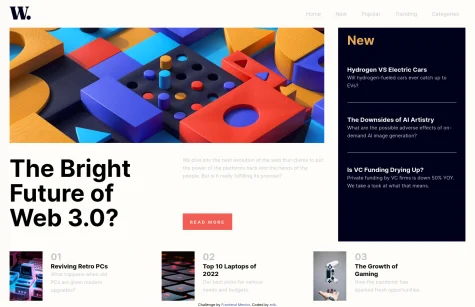 W.
Home New Popular Trending Categories
New
Hydrogen VS Electric Cars
Will hydrogen-fueled cars ever catch up to
EVs?
The Downsides of AI Artistry
What are the possible adverse effects of on-
demand AI image generation?
Is VC Funding Drying Up?
Private funding by VC firms is down 50% YOY.
We take a look at what that means.
The Bright
Future of
Web 3.0?
We dive into the next evolution of the web that claims to put
the power of the platforms back into the hands of the
people. But is it really fulfilling its promise?
READ MORE
01
Reviving Retro PCs
What happens when old
PCs are given modern
upgrades?
02
Top 10 Laptops of
2022
Our best picks for various
needs and budgets.
03
The Growth of
Gaming
How the pandemic has
sparked fresh opportunities.
Challenge by Frontend Mentor. Coded by